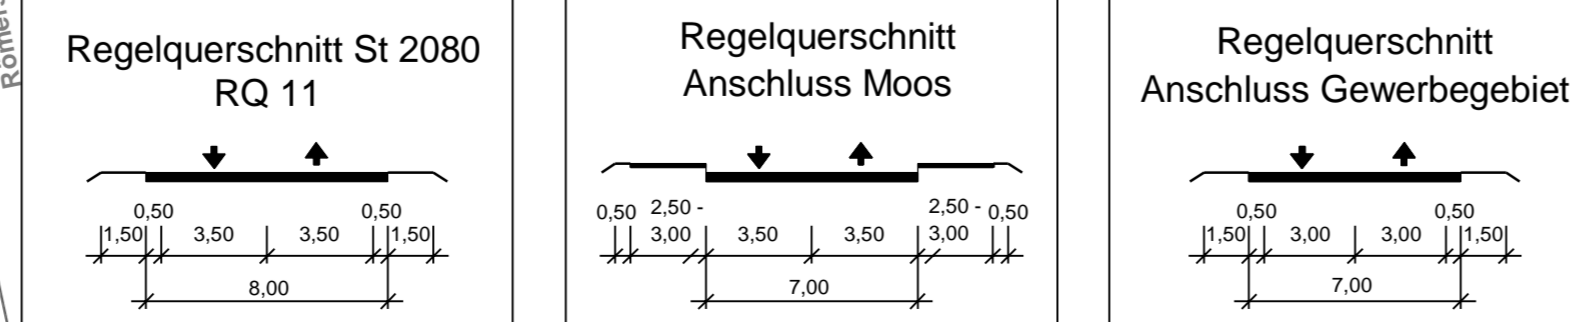 Regelquerschnitt St 2080
RQ 11
0,50 0,50
1,50 3,50 3,50 1,50
8,00
Regelquerschnitt
Anschluss Moos
0,50 2,50 - 2,50 - 0,50
3,00 3,50 3,50 3,00
7,00
Regelquerschnitt
Anschluss Gewerbegebiet
0,50 0,50
1,50 3,00 3,00 1,50
7,00